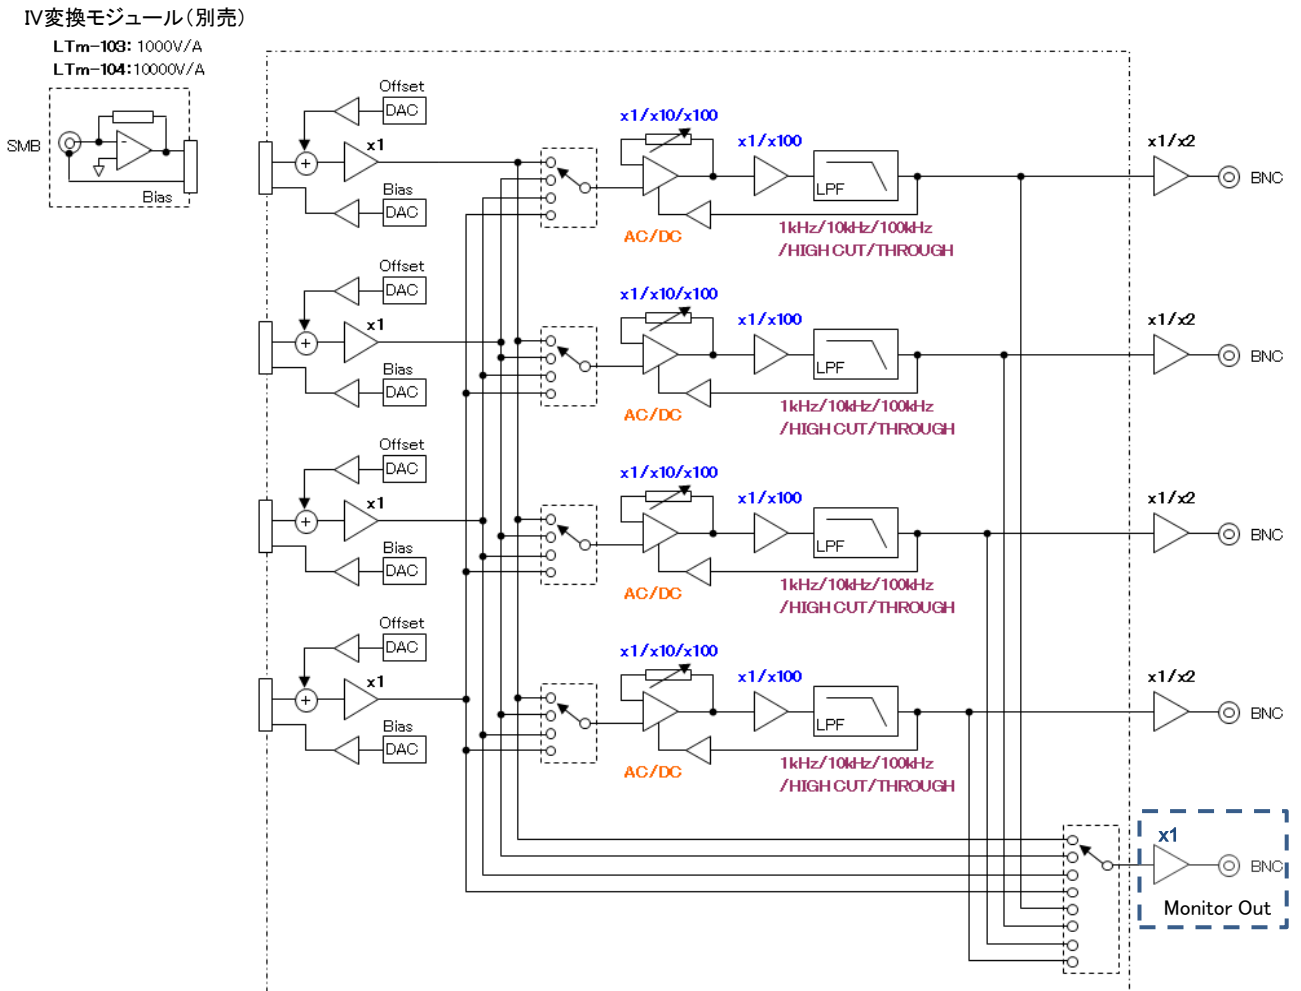 IV変換モジュール(別売)
LTm-103: 1000V/A
LTm-104:10000V/A
SMB
Bias
Offset
DAC
x1
Bias
DAC
x1/x10/x100
x1/x100
LPF
AC/DC
1kHz/10kHz/100kHz
/HIGH CUT/THROUGH
x1/x2
BNC
Offset
DAC
x1
Bias
DAC
x1/x10/x100
x1/x100
LPF
AC/DC
1kHz/10kHz/100kHz
/HIGH CUT/THROUGH
x1/x2
BNC
Offset
DAC
x1
Bias
DAC
x1/x10/x100
x1/x100
LPF
AC/DC
1kHz/10kHz/100kHz
/HIGH CUT/THROUGH
x1/x2
BNC
Offset
DAC
x1
Bias
DAC
x1/x10/x100
x1/x100
LPF
AC/DC
1kHz/10kHz/100kHz
/HIGH CUT/THROUGH
x1/x2
BNC
x1
BNC
Monitor Out